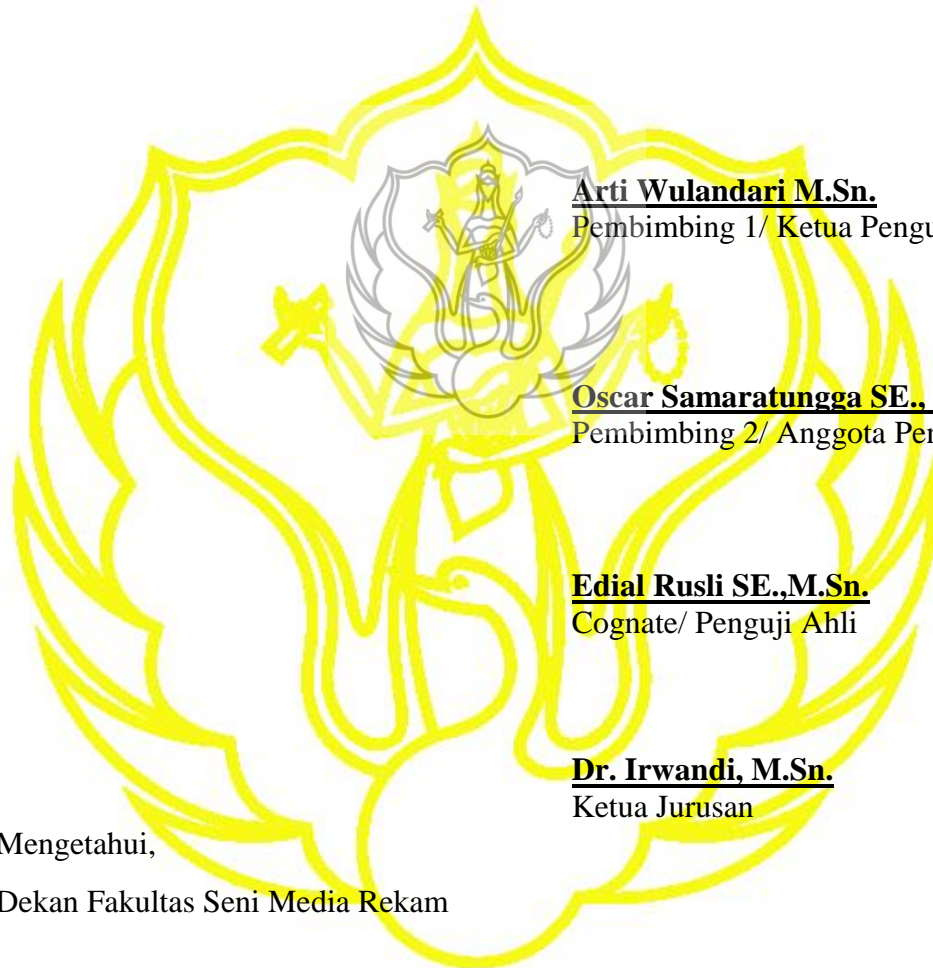 Arti Wulandari M.Sn.
Pembimbing 1/ Ketua Pengu
Oscar Samaratungga SE.,
Pembimbing 2/ Anggota Pen
Edial Rusli SE.,M.Sn.
Cognate/ Penguji Ahli
Dr. Irwandi, M.Sn.
Ketua Jurusan
Mengetahui,
Dekan Fakultas Seni Media Rekam